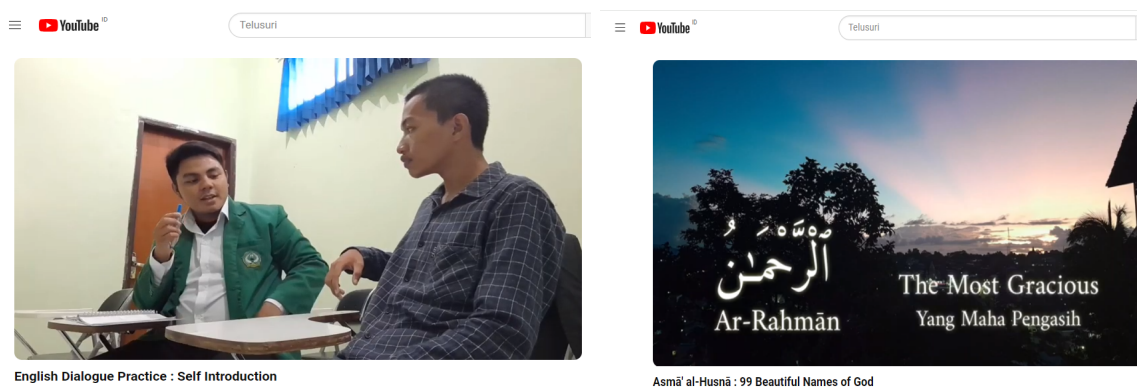 YouTube ID
Telusuri
English Dialogue Practice : Self Introduction
YouTube ID
Telusuri
اَلْرَّحْمَـٰنُ
Ar-Rahmān
The Most Gracious
Yang Maha Pengasih
Asmā' al-Husnā : 99 Beautiful Names of God